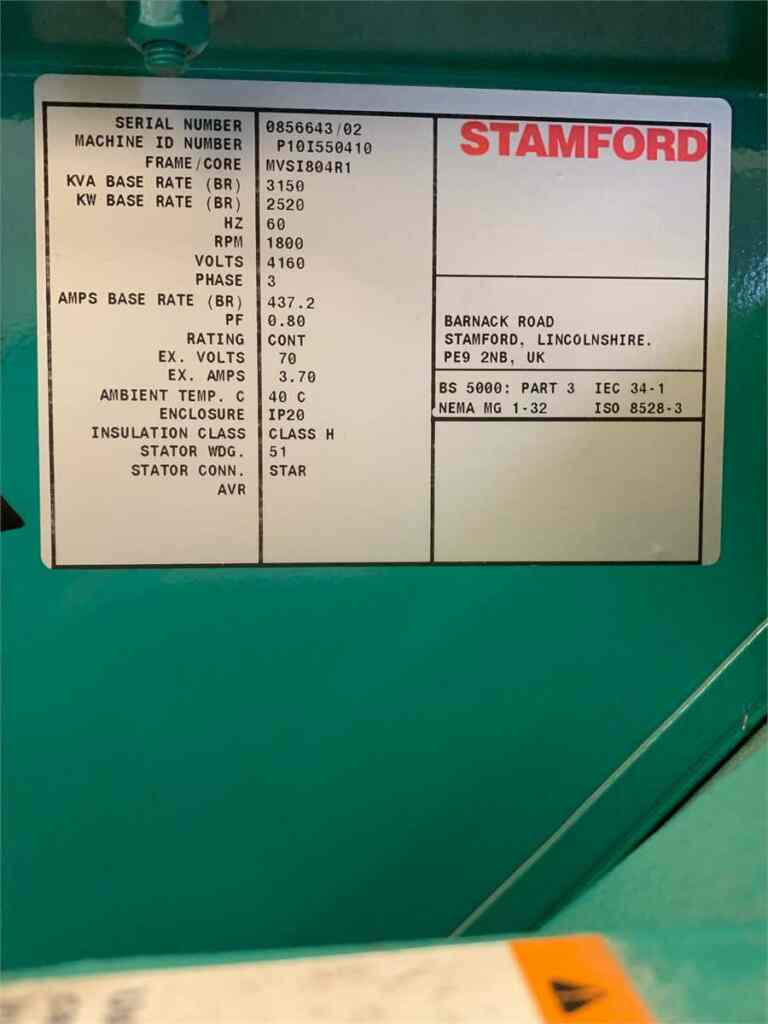 SERIAL NUMBER 0856643/02
MACHINE ID NUMBER P10I550410
FRAME/CORE MVSI804R1
KVA BASE RATE (BR) 3150
KW BASE RATE (BR) 2520
HZ 60
RPM 1800
VOLTS 4160
PHASE 3
AMPS BASE RATE (BR) 437.2
PF 0.80
RATING CONT
EX. VOLTS 70
EX. AMPS 3.70
AMBIENT TEMP. C 40 C
ENCLOSURE IP20
INSULATION CLASS CLASS H
STATOR WDG. 51
STATOR CONN. STAR
AVR
STAMFORD
BARNACK ROAD
STAMFORD, LINCOLNSHIRE.
PE9 2NB, UK
BS 5000: PART 3 IEC 34-1
NEMA MG 1-32 ISO 8528-3